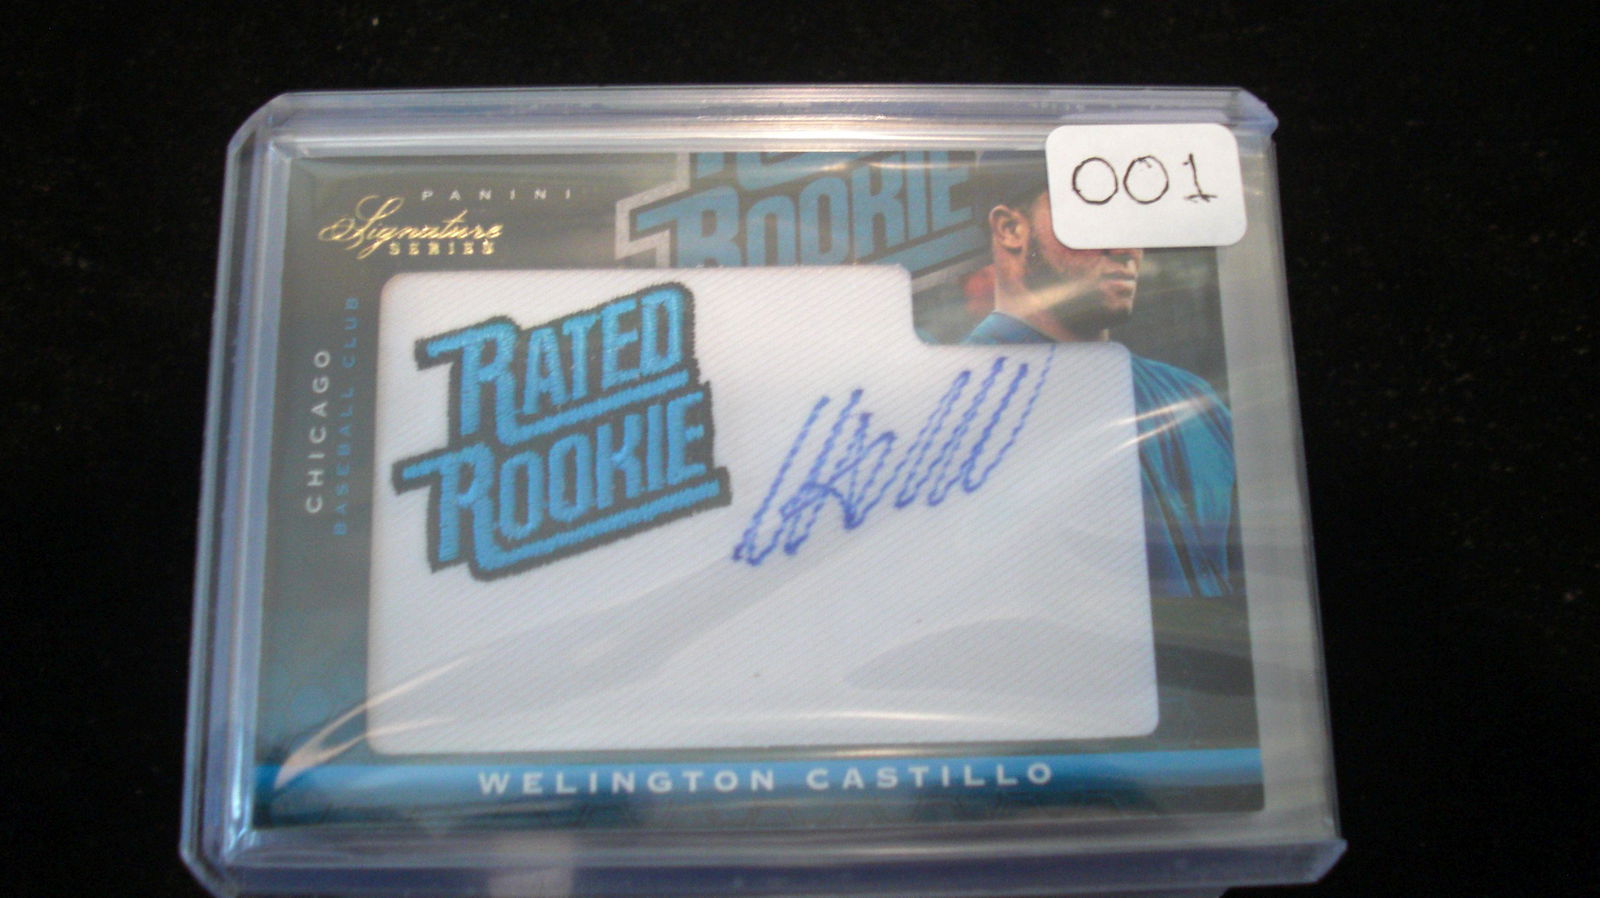 001
PANINI
Signature
SERIES
ROOKIE
CHICAGO
BASEBALL CLUB
RATED
ROOKIE
WELINGTON CASTILLO